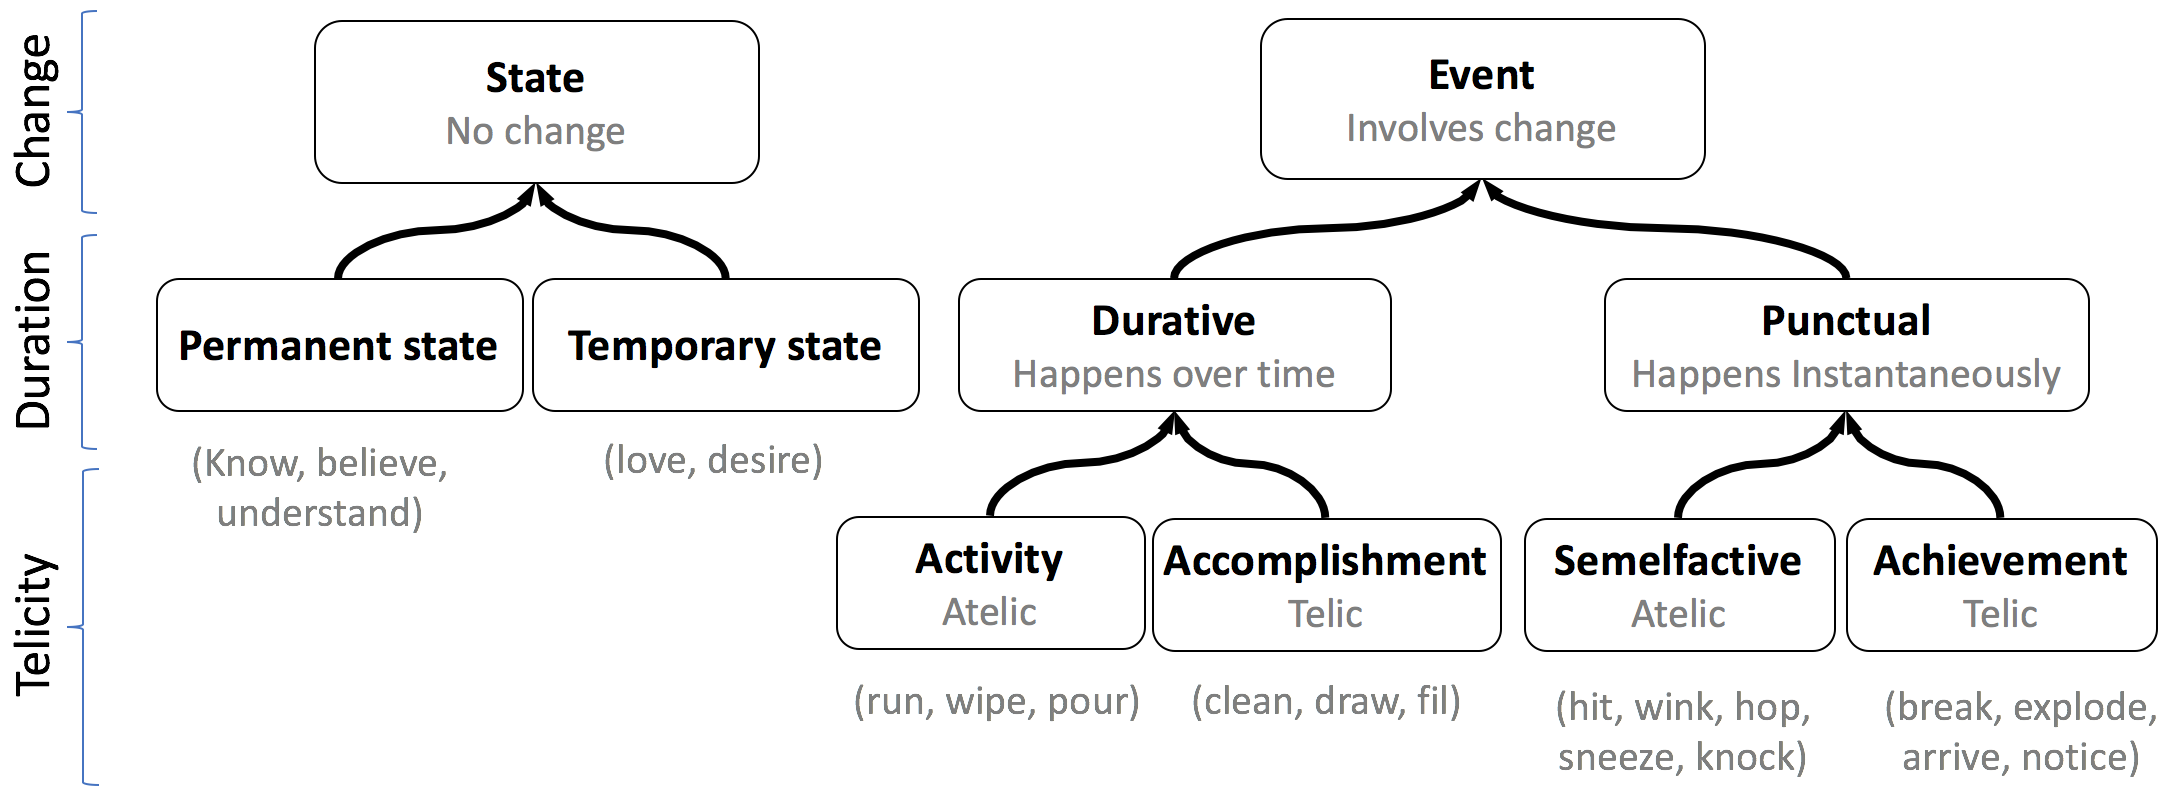 Change
State
No change
Event
Involves change
Duration
Permanent state
Temporary state
Durative
Happens over time
Punctual
Happens Instantaneously
(Know, believe,
understand)
(love, desire)
Telicity
Activity
Atelic
Accomplishment
Telic
Semelfactive
Atelic
Achievement
Telic
(run, wipe, pour)
(clean, draw, fil)
(hit, wink, hop,
sneeze, knock)
(break, explode,
arrive, notice)